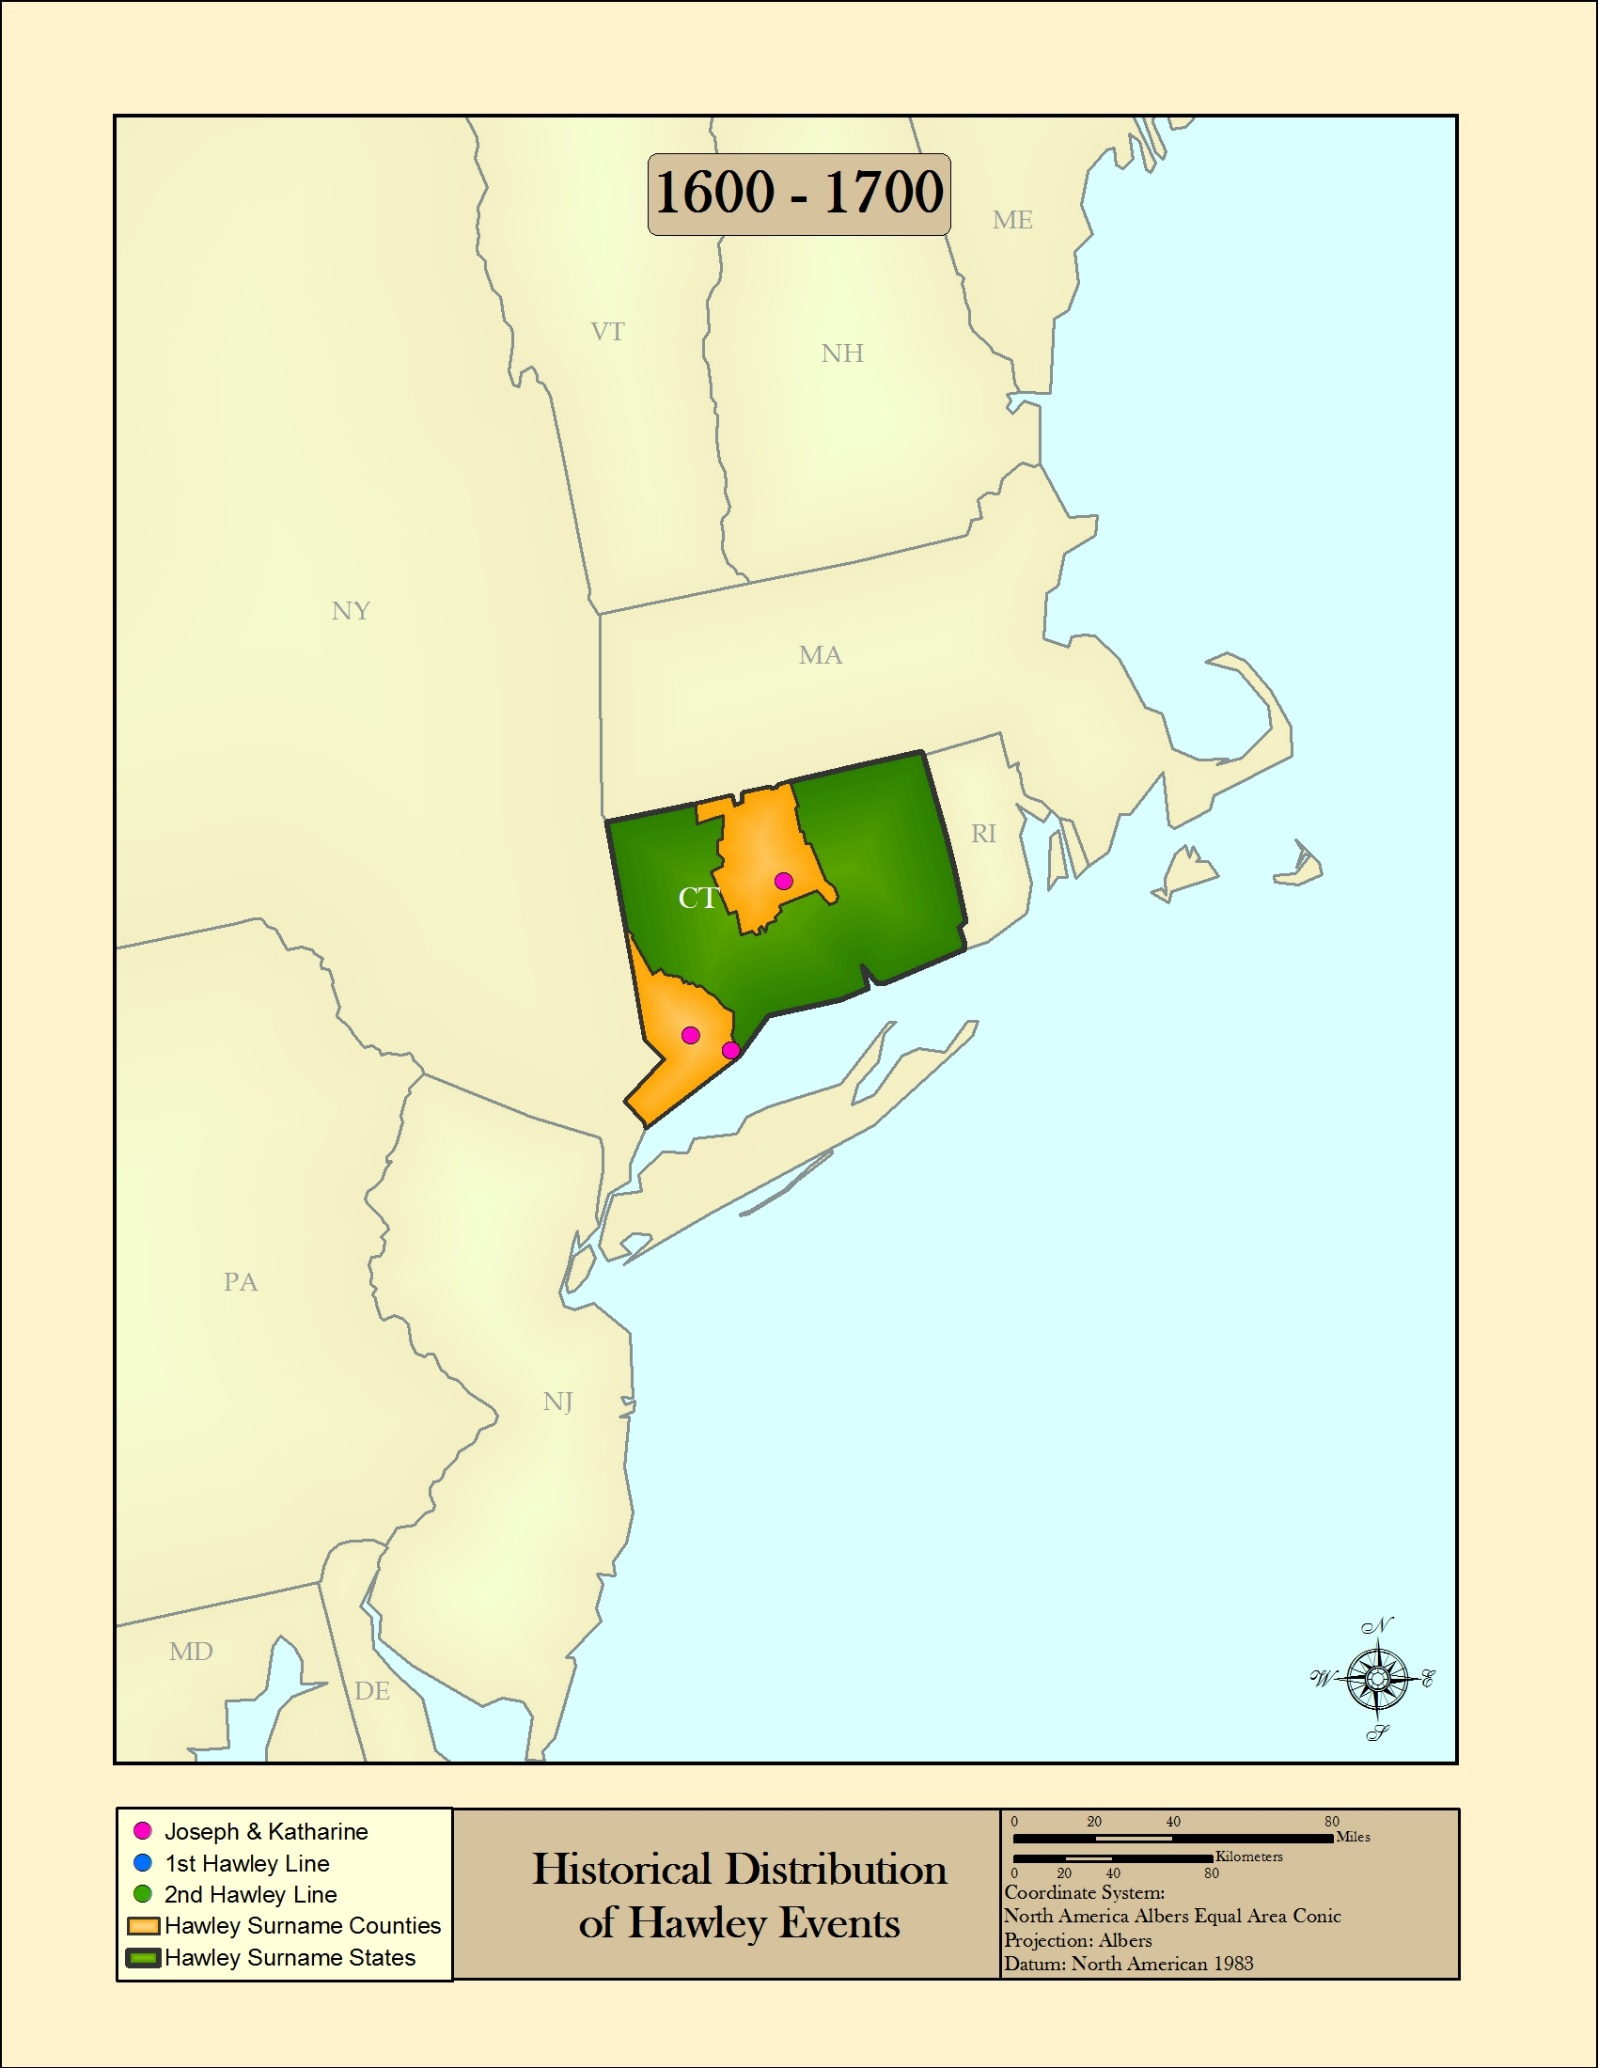 1600 - 1700
ME
VT
NH
NY
MA
RI
CT
PA
NJ
MD
DE
N
W E
S
Joseph & Katharine
1st Hawley Line
2nd Hawley Line
Hawley Surname Counties
Hawley Surname States
Historical Distribution
of Hawley Events
0 20 40 80
Miles
Kilometers
0 20 40 80
Coordinate System:
North America Albers Equal Area Conic
Projection: Albers
Datum: North American 1983